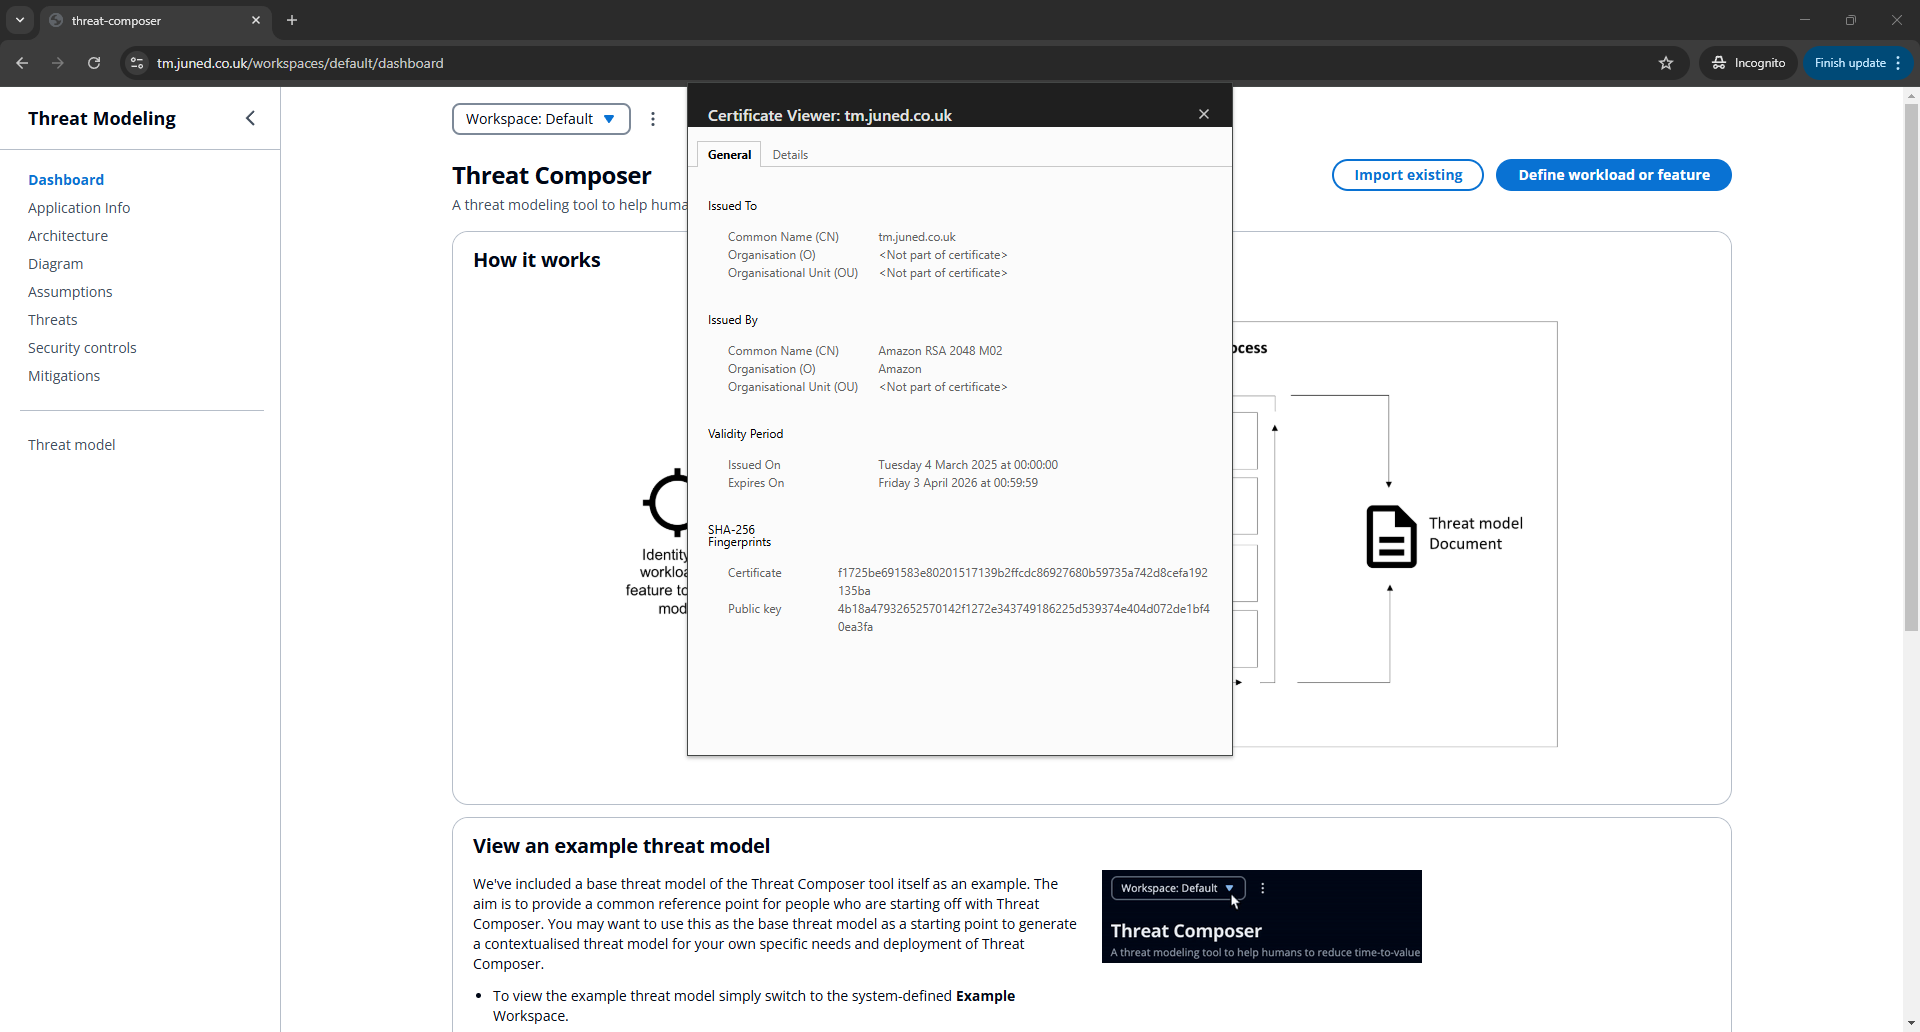 threat-composer
tm.juned.co.uk/workspaces/default/dashboard
Incognito
Finish update
Threat Modeling
Dashboard
Application Info
Architecture
Diagram
Assumptions
Threats
Security controls
Mitigations
Threat model
Workspace: Default
Threat Composer
A threat modeling tool to help huma
Import existing
Define workload or feature
How it works
Identity
workloa
feature to
mod
ocess
Threat model
Document
Certificate Viewer: tm.juned.co.uk
General
Details
Issued To
Common Name (CN) tm.juned.co.uk
Organisation (O) <Not part of certificate>
Organisational Unit (OU) <Not part of certificate>
Issued By
Common Name (CN) Amazon RSA 2048 M02
Organisation (O) Amazon
Organisational Unit (OU) <Not part of certificate>
Validity Period
Issued On Tuesday 4 March 2025 at 00:00:00
Expires On Friday 3 April 2026 at 00:59:59
SHA-256
Fingerprints
Certificate f1725be691583e80201517139b2ffcdc86927680b59735a742d8cefa192
135ba
Public key 4b18a47932652570142f1272e343749186225d539374e404d072de1bf4
0ea3fa
View an example threat model
We've included a base threat model of the Threat Composer tool itself as an example. The
aim is to provide a common reference point for people who are starting off with Threat
Composer. You may want to use this as the base threat model as a starting point to generate
a contextualised threat model for your own specific needs and deployment of Threat
Composer.
• To view the example threat model simply switch to the system-defined Example
Workspace.
Workspace: Default
Threat Composer
A threat modeling tool to help humans to reduce time-to-value